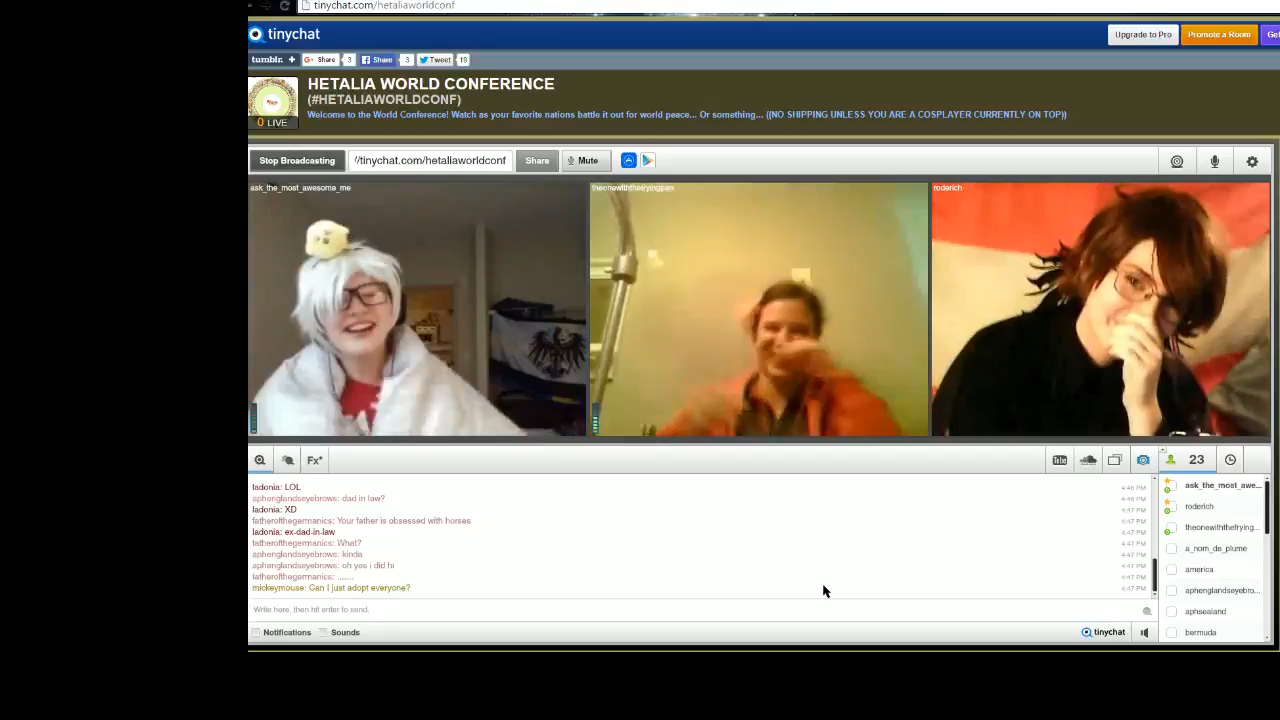 tinychat.com/hetaliaworldconf
tinychat
Upgrade to Pro
Promote a Room
Get
tumblr. +
Share
3
Share
3
Tweet
19
HETALIA WORLD CONFERENCE
(#HETALIAWORLDCONF)
Welcome to the World Conference! Watch as your favorite nations battle it out for world peace... Or something... ((NO SHIPPING UNLESS YOU ARE A COSPLAYER CURRENTLY ON TOP))
0 LIVE
Stop Broadcasting
//tinychat.com/hetaliaworldconf
Share
Mute
ask_the_most_awesome_me
theonewiththefryingpan
roderich
Fx+
You
23
ladonia: LOL
4:46 PM
aphenglandseyebrows: dad in law?
4:46 PM
ladonia: XD
4:47 PM
fatherofthegermanics: Your father is obsessed with horses
4:47 PM
ladonia: ex-dad-in-law
4:47 PM
fatherofthegermanics: What?
4:47 PM
aphenglandseyebrows: kinda
4:47 PM
aphenglandseyebrows: oh yes i did hi
4:47 PM
fatherofthegermanics: .......
4:47 PM
mickeymouse: Can I just adopt everyone?
4:47 PM
Write here, then hit enter to send.
Notifications
Sounds
tinychat
ask_the_most_awe...
roderich
theonewiththefrying...
a_nom_de_plume
america
aphenglandseyebro...
aphsealand
bermuda